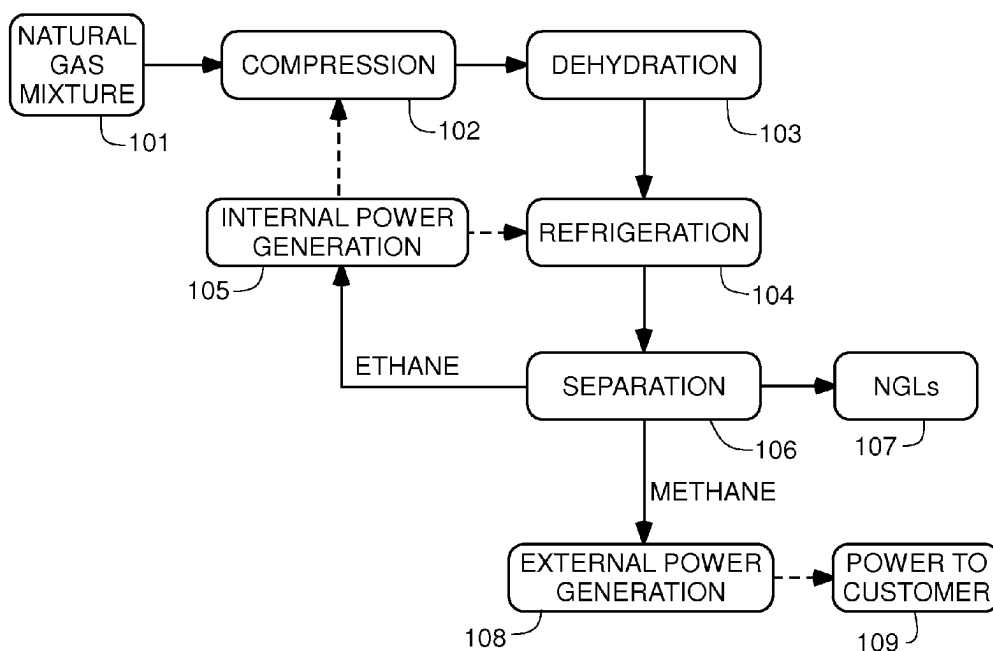 NATURAL
GAS
MIXTURE
101
COMPRESSION
102
DEHYDRATION
103
INTERNAL POWER
GENERATION
105
REFRIGERATION
104
ETHANE
SEPARATION
106
NGLs
107
METHANE
EXTERNAL POWER
GENERATION
108
POWER TO
CUSTOMER
109